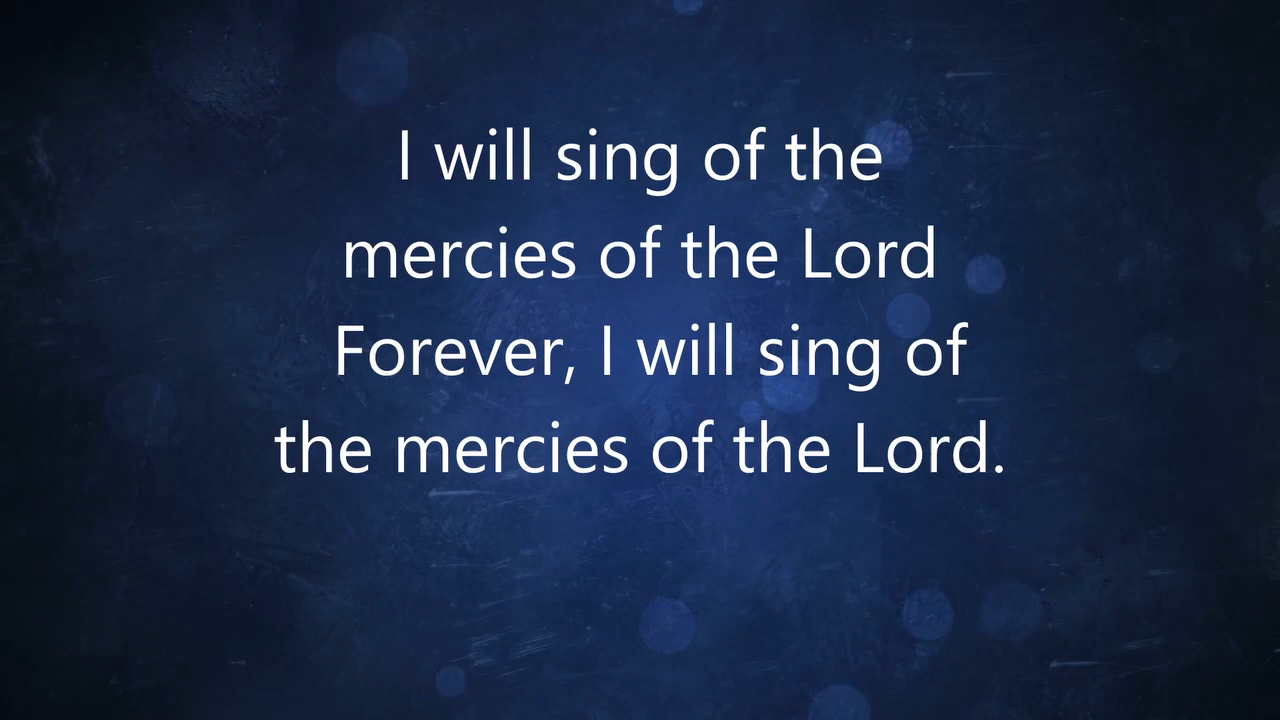 I will sing of the
mercies of the Lord
Forever, I will sing of
the mercies of the Lord.